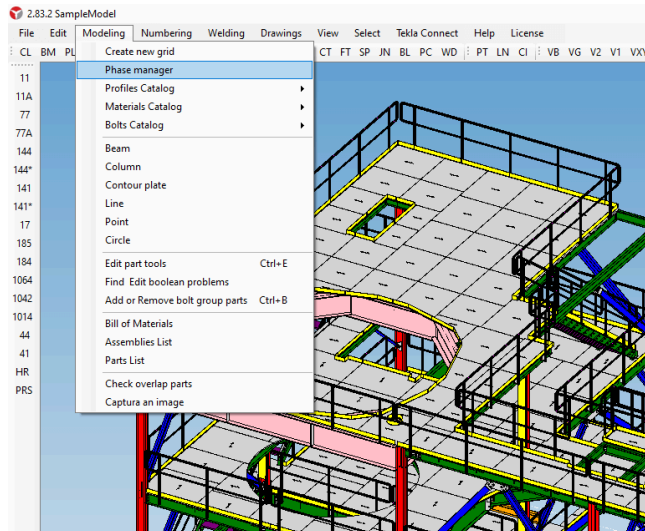 2.83.2 SampleModel
File Edit Modeling Numbering Welding Drawings View Select Tekla Connect Help License
CL BM PL CT FT SP JN BL PC WD PT LN CI VB VG V2 V1 VXY
Create new grid
Phase manager
Profiles Catalog
Materials Catalog
Bolts Catalog
Beam
Column
Contour plate
Line
Point
Circle
Edit part tools Ctrl+E
Find Edit boolean problems
Add or Remove bolt group parts Ctrl+B
Bill of Materials
Assemblies List
Parts List
Check overlap parts
Captura an image
11
11A
77
77A
144
144*
141
141*
17
185
184
1064
1042
1014
44
41
HR
PRS